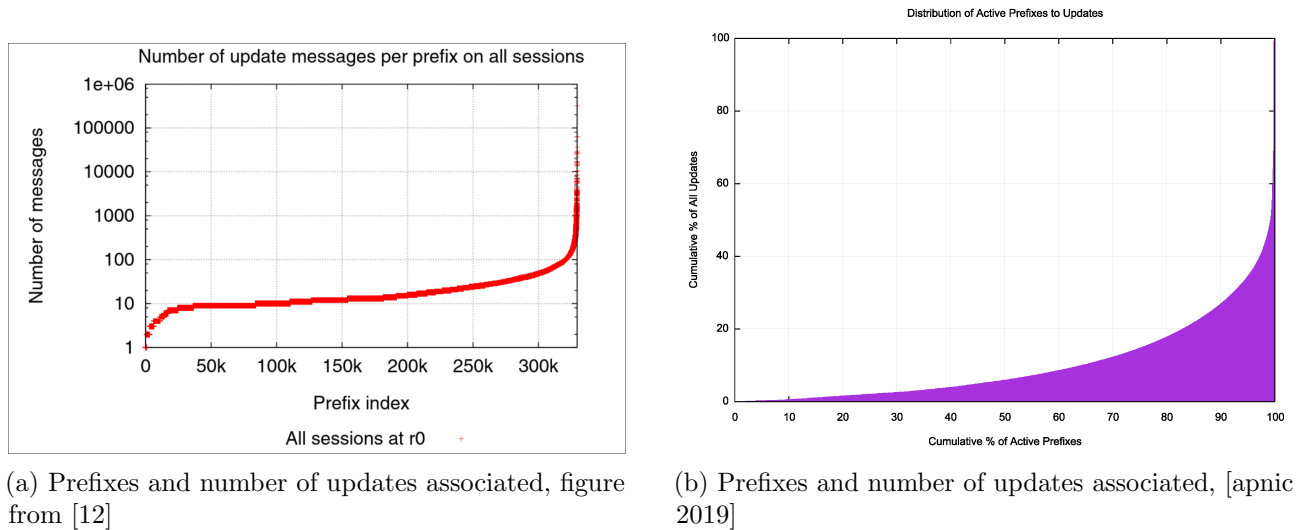 Number of update messages per prefix on all sessions
1e+06
100000
10000
1000
100
10
1
Number of messages
0 50k 100k 150k 200k 250k 300k
Prefix index
All sessions at r0
(a) Prefixes and number of updates associated, figure
from [12]
Distribution of Active Prefixes to Updates
100
80
60
40
20
0
Cumulative % of All Updates
0 10 20 30 40 50 60 70 80 90 100
Cumulative % of Active Prefixes
(b) Prefixes and number of updates associated, [apnic
2019]